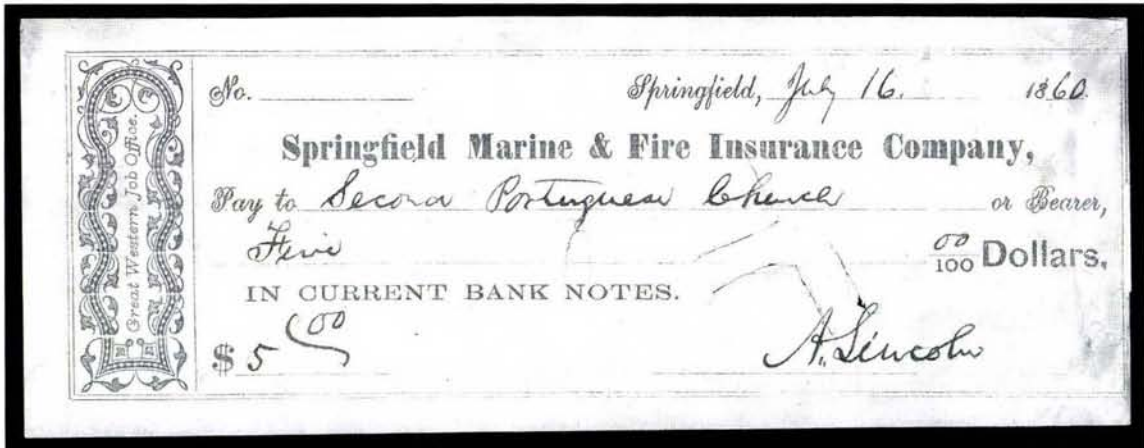 Great Western Job Office.
No.
Springfield, July 16. 1860.
Springfield Marine & Fire Insurance Company,
Pay to Second Portuguese Church or Bearer,
Five 00/100 Dollars,
IN CURRENT BANK NOTES.
$ 5 00
A. Lincoln